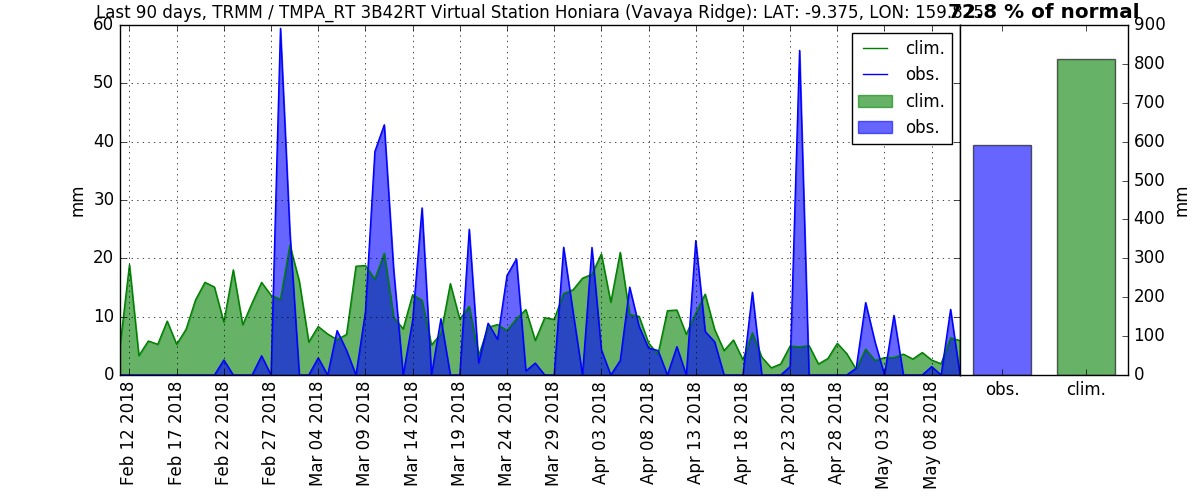 Last 90 days, TRMM / TMPA_RT 3B42RT Virtual Station Honiara (Vavaya Ridge): LAT: -9.375, LON: 159.875
72.8 % of normal
60
50
40
30
20
10
0
mm
clim.
obs.
clim.
obs.
900
800
700
600
500
400
300
200
100
0
mm
Feb 12 2018
Feb 17 2018
Feb 22 2018
Feb 27 2018
Mar 04 2018
Mar 09 2018
Mar 14 2018
Mar 19 2018
Mar 24 2018
Mar 29 2018
Apr 03 2018
Apr 08 2018
Apr 13 2018
Apr 18 2018
Apr 23 2018
Apr 28 2018
May 03 2018
May 08 2018
obs.
clim.